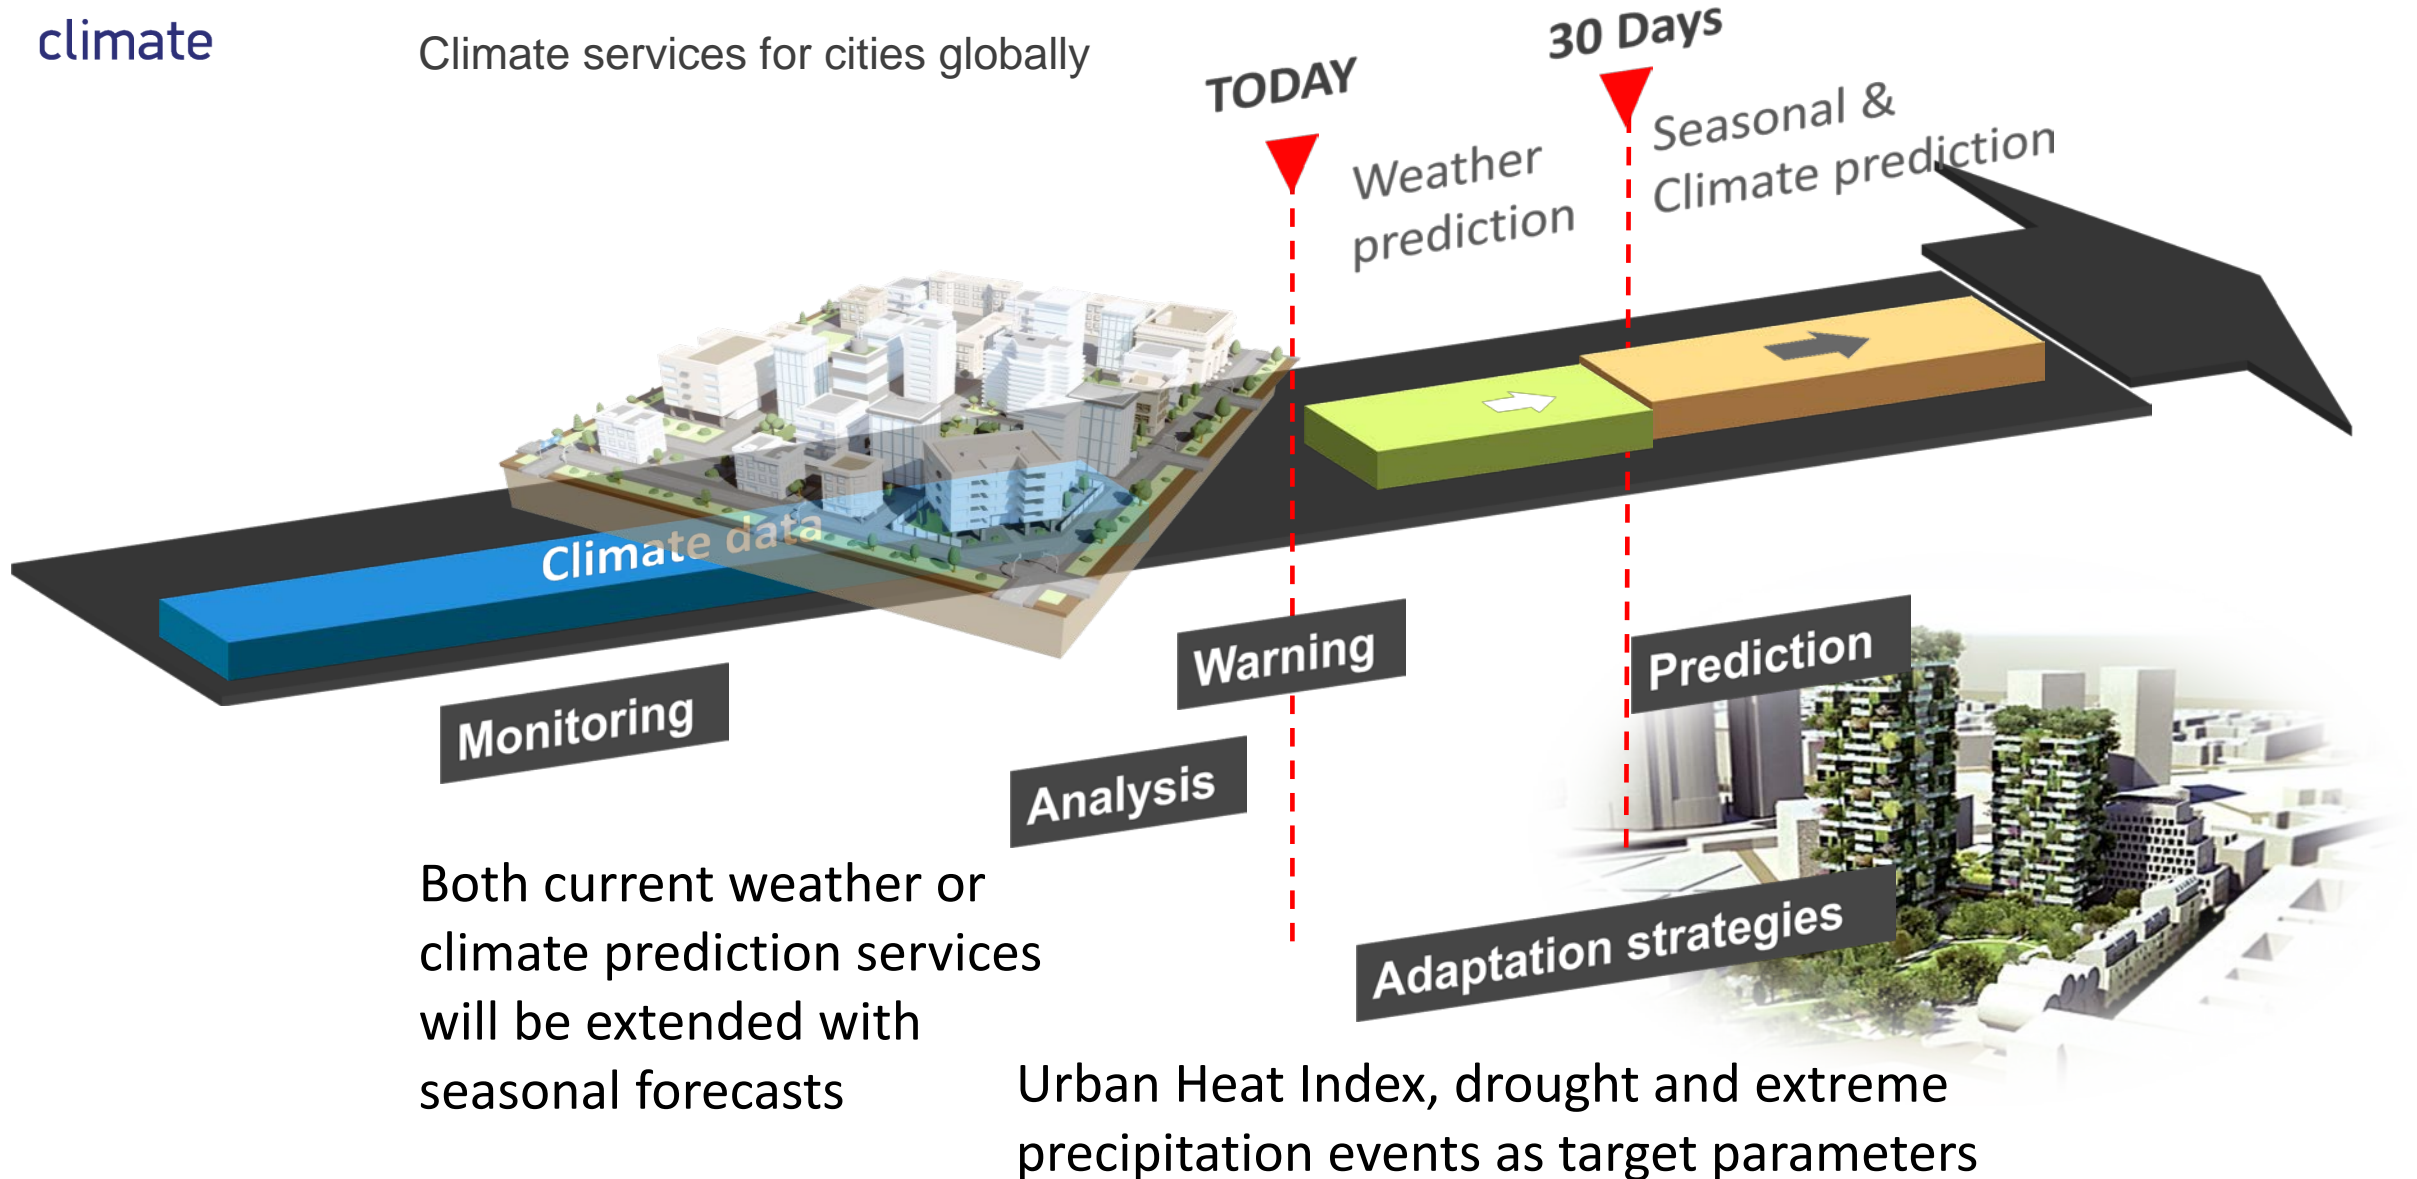 climate
Climate services for cities globally
TODAY
30 Days
Weather
prediction
Seasonal &
Climate prediction
Climate data
Monitoring
Analysis
Warning
Prediction
Adaptation strategies
Both current weather or
climate prediction services
will be extended with
seasonal forecasts
Urban Heat Index, drought and extreme
precipitation events as target parameters